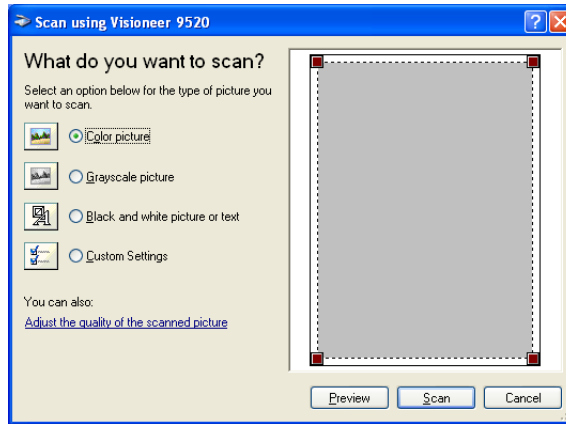 Scan using Visioneer 9520
What do you want to scan?
Select an option below for the type of picture you
want to scan.
Color picture
Grayscale picture
Black and white picture or text
Custom Settings
You can also:
Adjust the quality of the scanned picture
Preview
Scan
Cancel